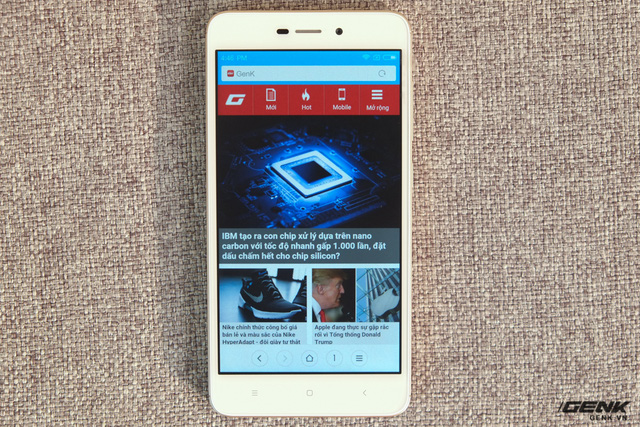 4:46 PM
GenK
Mới
Hot
Mobile
Mở rộng
IBM tạo ra con chip xử lý dựa trên nano
carbon với tốc độ nhanh gấp 1.000 lần, đặt
dấu chấm hết cho chip silicon?
Nike chính thức công bố giá
bán lẻ và màu sắc của Nike
HyperAdapt - đôi giày tự thắt
Apple đang thực sự gặp rắc
rối vì Tổng thống Donald
Trump
1
GENK
GENK.VN